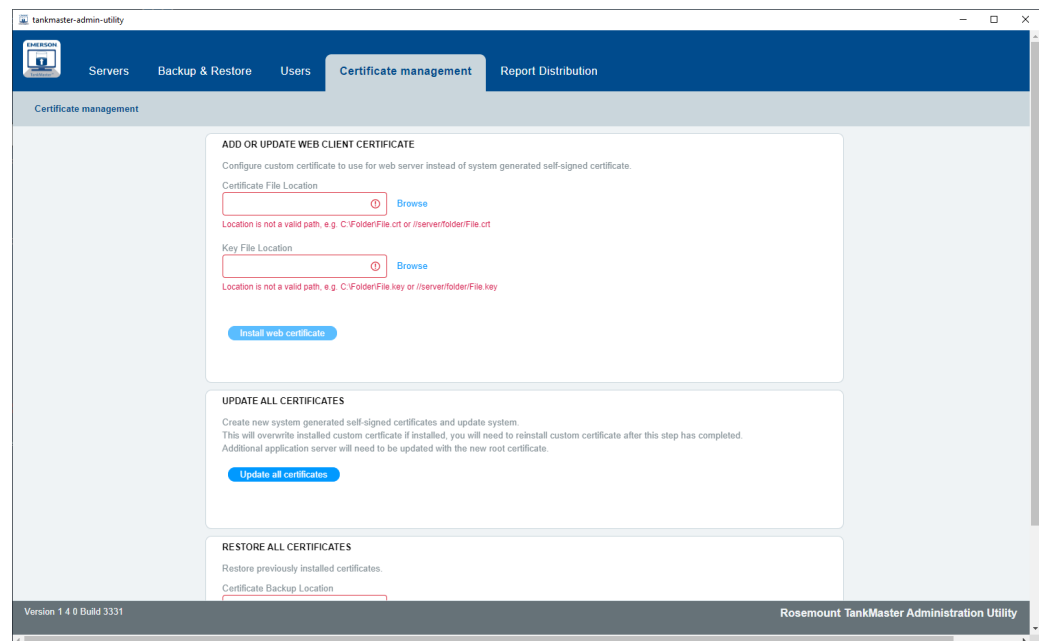 tankmaster-admin-utility
EMERSON
TankMaster
Servers Backup & Restore Users Certificate management Report Distribution
Certificate management
ADD OR UPDATE WEB CLIENT CERTIFICATE
Configure custom certificate to use for web server instead of system generated self-signed certificate.
Certificate File Location
Browse
Location is not a valid path, e.g. C:\Folder\File.crt or //server/folder/File.crt
Key File Location
Browse
Location is not a valid path, e.g. C:\Folder\File.key or //server/folder/File.key
Install web certificate
UPDATE ALL CERTIFICATES
Create new system generated self-signed certificates and update system.
This will overwrite installed custom certficate if installed, you will need to reinstall custom certificate after this step has completed.
Additional application server will need to be updated with the new root certificate.
Update all certificates
RESTORE ALL CERTIFICATES
Restore previously installed certificates.
Certificate Backup Location
Version 1 4 0 Build 3331
Rosemount TankMaster Administration Utility